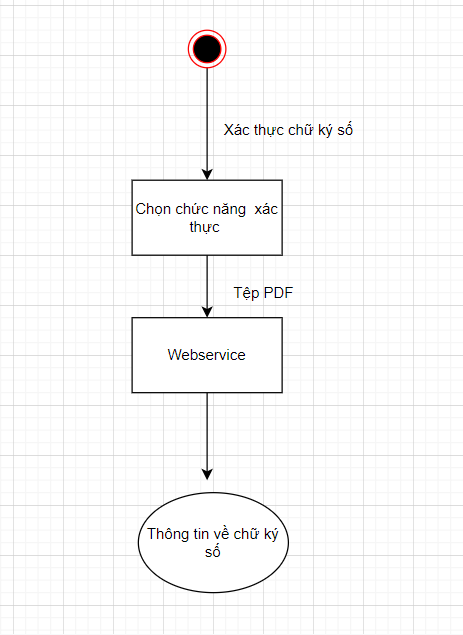 Xác thực chữ ký số
Chọn chức năng xác
thực
Tệp PDF
Webservice
Thông tin về chữ ký
số